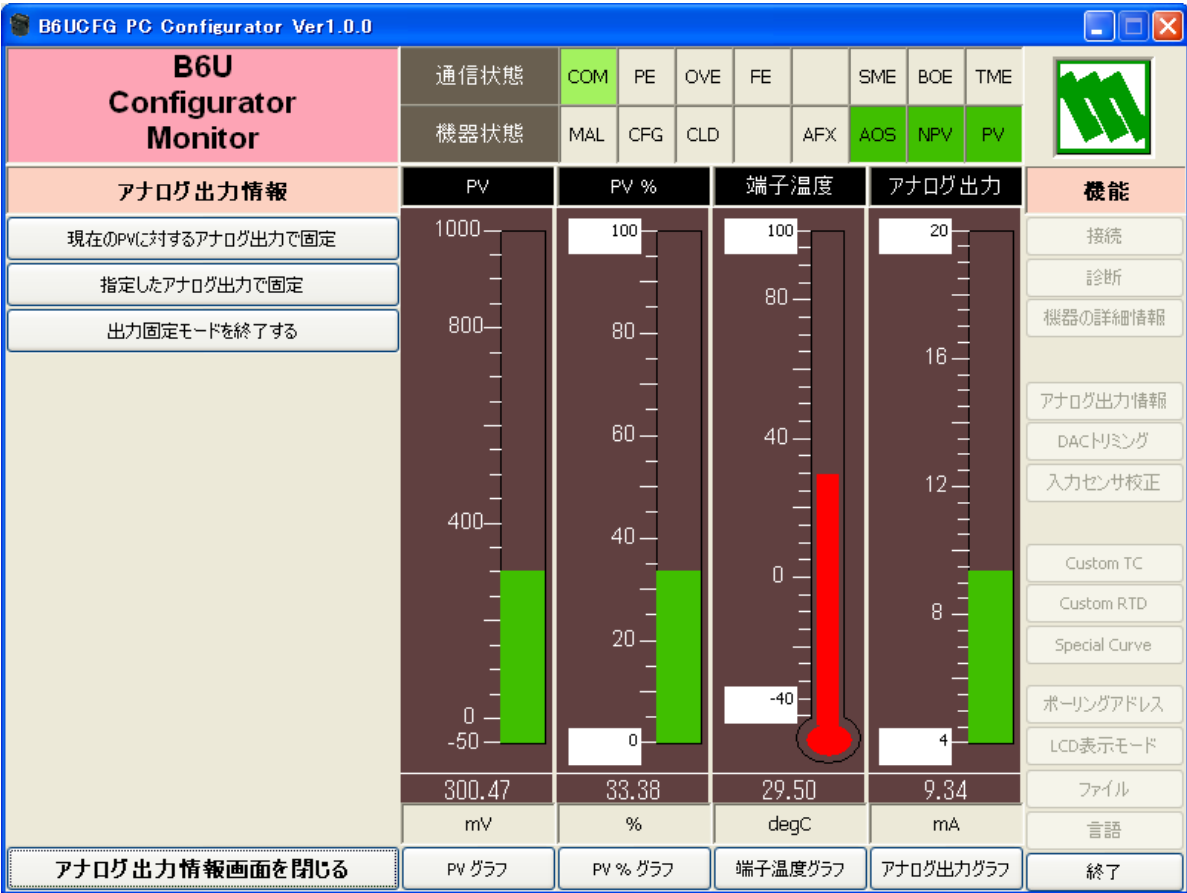 B6UCFG PC Configurator Ver1.0.0
B6U
Configurator
Monitor
通信状態
COM
PE
OVE
FE
SME
BOE
TME
機器状態
MAL
CFG
CLD
AFX
AOS
NPV
PV
アナログ出力情報
現在のPVに対するアナログ出力で固定
指定したアナログ出力で固定
出力固定モードを終了する
アナログ出力情報画面を閉じる
PV
1000
800
400
0
-50
300.47
mV
PV グラフ
PV %
100
80
60
40
20
0
33.38
%
PV % グラフ
端子温度
100
80
40
0
-40
29.50
degC
端子温度グラフ
アナログ出力
20
16
12
8
4
9.34
mA
アナログ出力グラフ
機能
接続
診断
機器の詳細情報
アナログ出力情報
DACトリミング
入力センサ校正
Custom TC
Custom RTD
Special Curve
ポーリングアドレス
LCD表示モード
ファイル
言語
終了